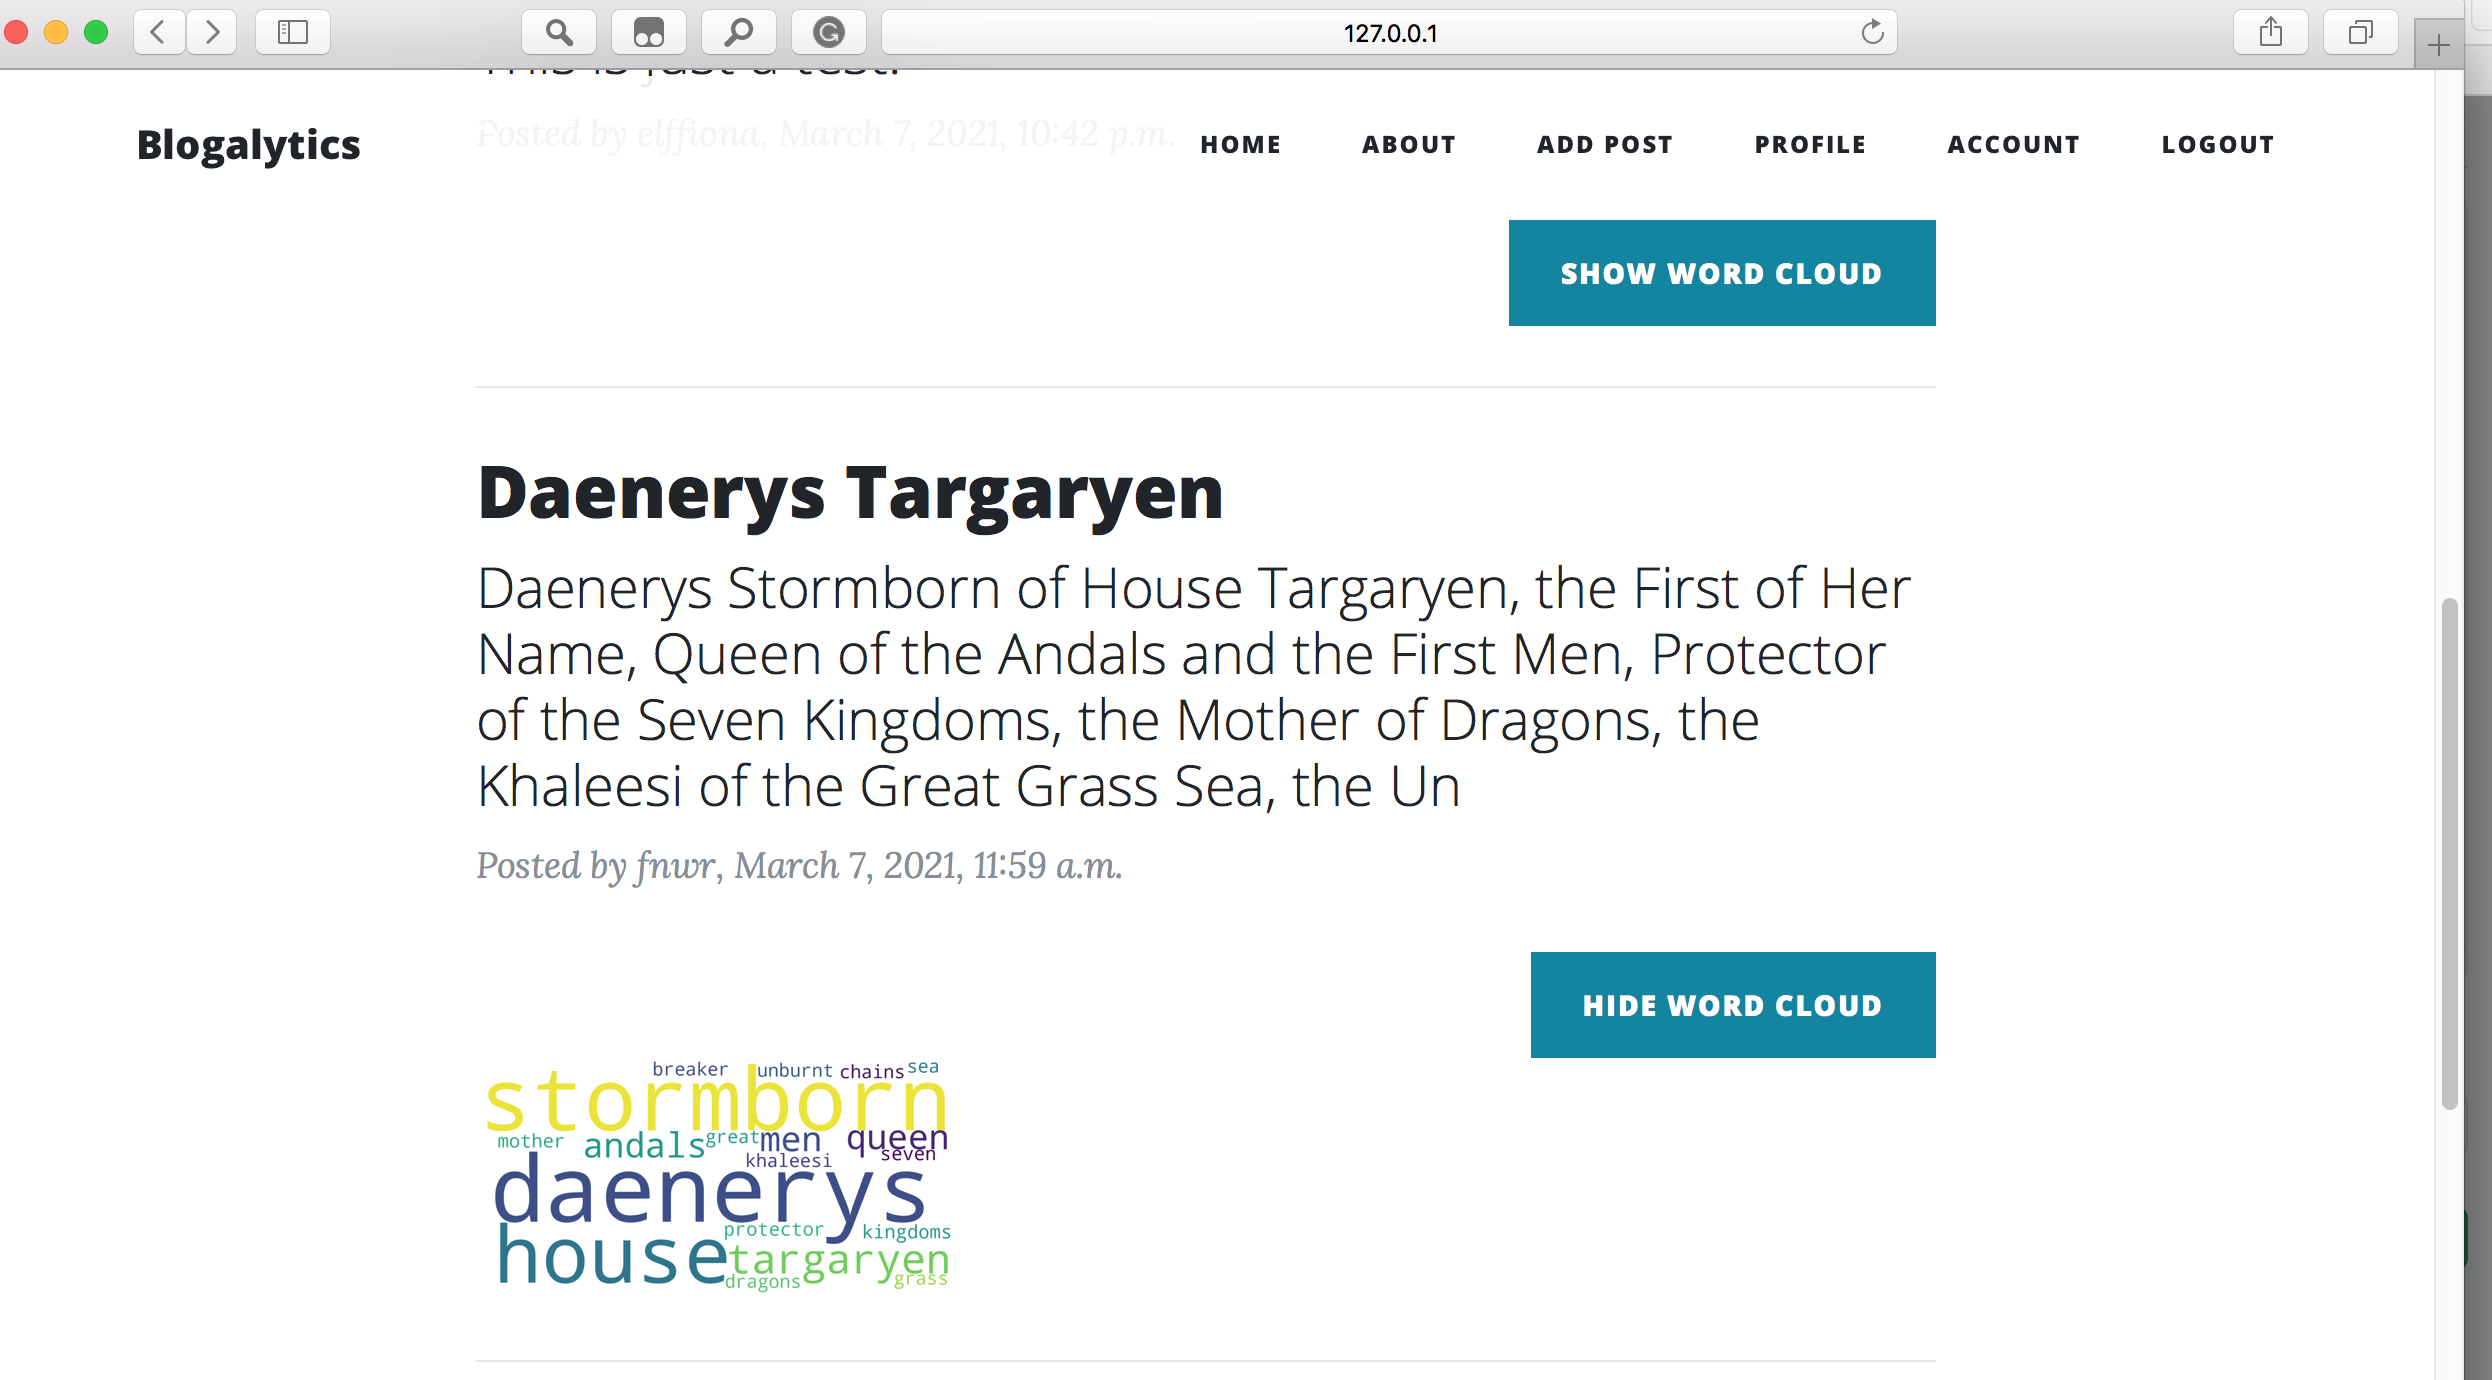 127.0.0.1
This is just a test.
Posted by elffiona, March 7, 2021, 10:42 p.m.
Blogalytics
HOME ABOUT ADD POST PROFILE ACCOUNT LOGOUT
SHOW WORD CLOUD
Daenerys Targaryen
Daenerys Stormborn of House Targaryen, the First of Her
Name, Queen of the Andals and the First Men, Protector
of the Seven Kingdoms, the Mother of Dragons, the
Khaleesi of the Great Grass Sea, the Un
Posted by fnwr, March 7, 2021, 11:59 a.m.
HIDE WORD CLOUD
breaker unburnt chains sea
stormborn
mother andals great men queen
khaleesi seven
daenerys
protector kingdoms
house targaryen
dragons grass